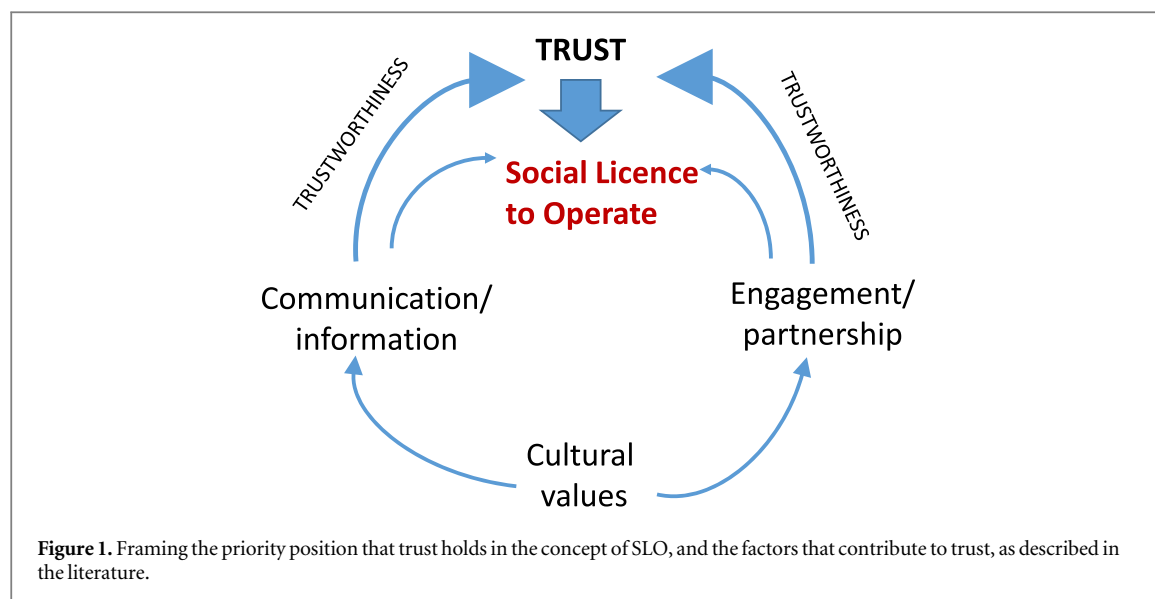 TRUST
TRUSTWORTHINESS
TRUSTWORTHINESS
Social Licence
to Operate
Communication/
information
Engagement/
partnership
Cultural
values
Figure 1. Framing the priority position that trust holds in the concept of SLO, and the factors that contribute to trust, as described in
the literature.